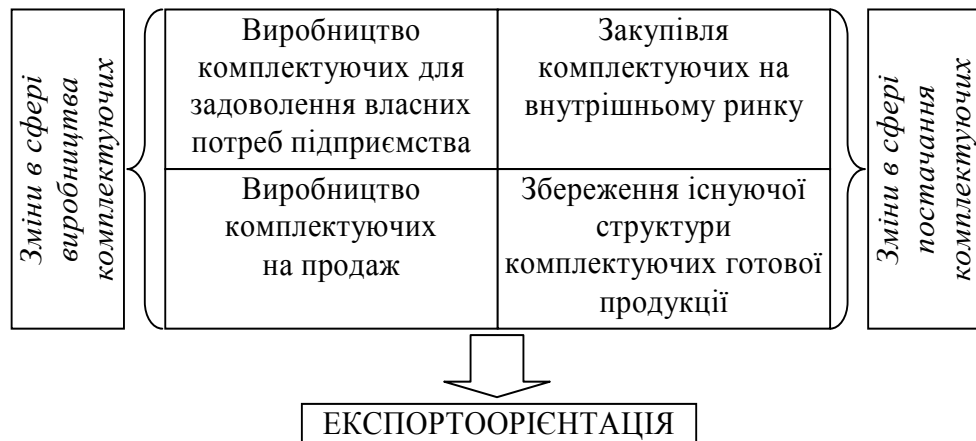 Зміни в сфері
виробництва
комплектуючих
Виробництво
комплектуючих для
задоволення власних
потреб підприємства
Закупівля
комплектуючих на
внутрішньому ринку
Виробництво
комплектуючих
на продаж
Збереження існуючої
структури
комплектуючих готової
продукції
Зміни в сфері
постачання
комплектуючих
ЕКСПОРТООРІЄНТАЦІЯ